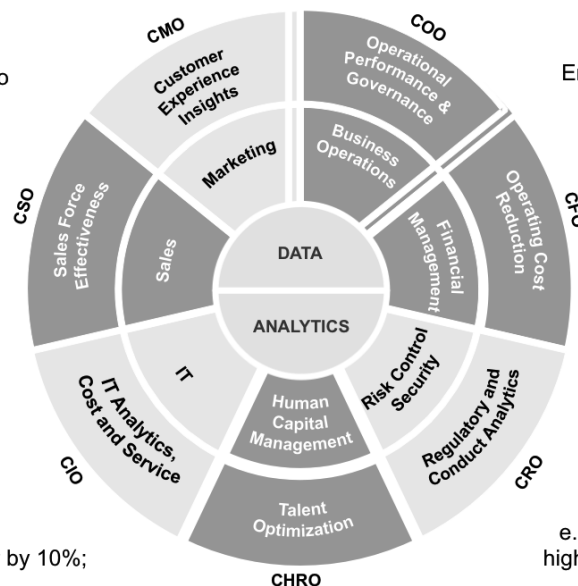 CMO
COO
Customer
Experience
Insights
Operational
Performance &
Governance
Marketing
Business
Operations
CSO
Sales Force
Effectiveness
Sales
DATA
ANALYTICS
Financial
Management
Operating Cost
Reduction
IT
IT Analytics,
Cost and Service
CIO
Human
Capital
Management
Talent
Optimization
CHRO
Risk Control
Security
Regulatory and
Conduct Analytics
CRO
by 10%;
e.
high